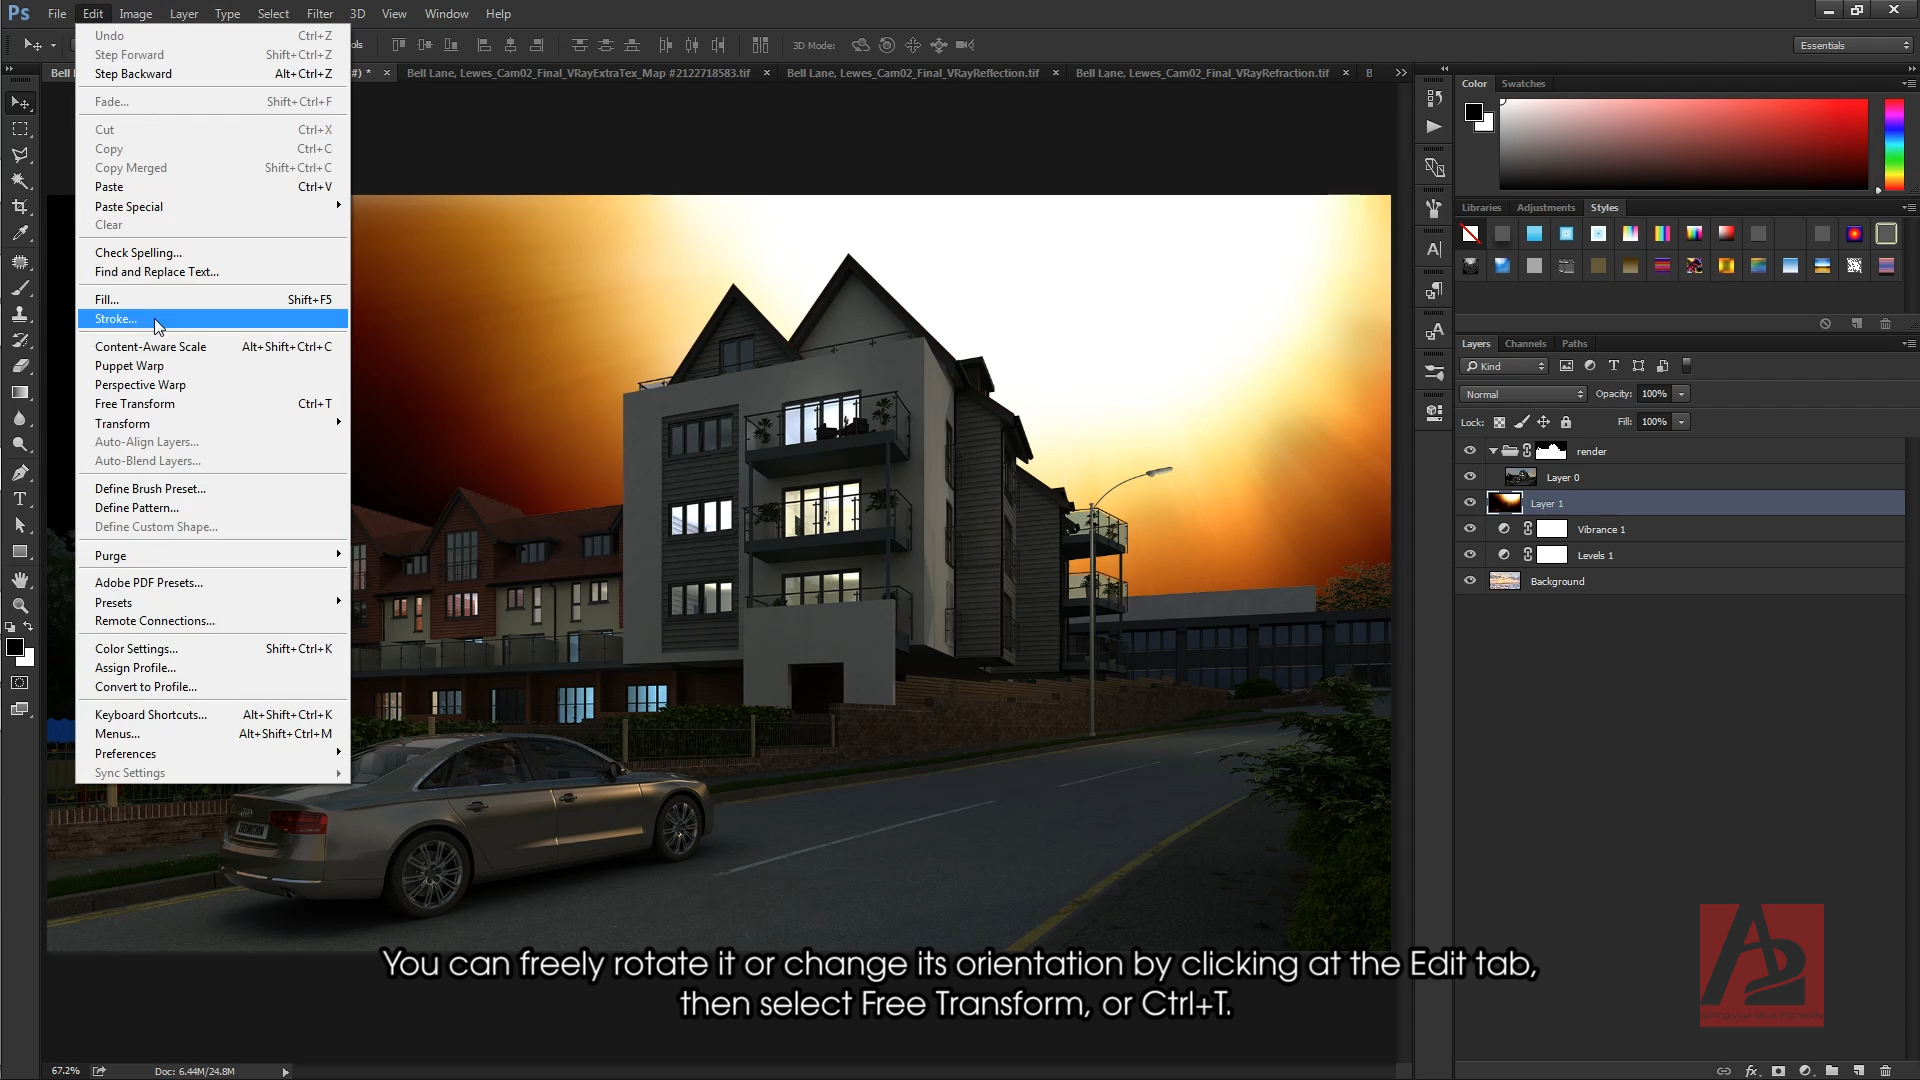 Ps File Edit Image Layer Type Select Filter 3D View Window Help
3D Mode:
Essentials
Bell Lane, Lewes_Cam02_Final_VRayExtraTex_Map #2122718583.tif × Bell Lane, Lewes_Cam02_Final_VRayReflection.tif × Bell Lane, Lewes_Cam02_Final_VRayRefraction.tif ×
Undo Ctrl+Z
Step Forward Shift+Ctrl+Z
Step Backward Alt+Ctrl+Z
Fade... Shift+Ctrl+F
Cut Ctrl+X
Copy Ctrl+C
Copy Merged Shift+Ctrl+C
Paste Ctrl+V
Paste Special
Clear
Check Spelling...
Find and Replace Text...
Fill... Shift+F5
Stroke...
Content-Aware Scale Alt+Shift+Ctrl+C
Puppet Warp
Perspective Warp
Free Transform Ctrl+T
Transform
Auto-Align Layers...
Auto-Blend Layers...
Define Brush Preset...
Define Pattern...
Define Custom Shape...
Purge
Adobe PDF Presets...
Presets
Remote Connections...
Color Settings... Shift+Ctrl+K
Assign Profile...
Convert to Profile...
Keyboard Shortcuts... Alt+Shift+Ctrl+K
Menus... Alt+Shift+Ctrl+M
Preferences
Sync Settings
Color Swatches
Libraries Adjustments Styles
Layers Channels Paths
Kind
Normal Opacity: 100%
Lock: Fill: 100%
render
Layer 0
Layer 1
Vibrance 1
Levels 1
Background
You can freely rotate it or change its orientation by clicking at the Edit tab,
then select Free Transform, or Ctrl+T.
67.2% Doc: 6.44M/24.8M